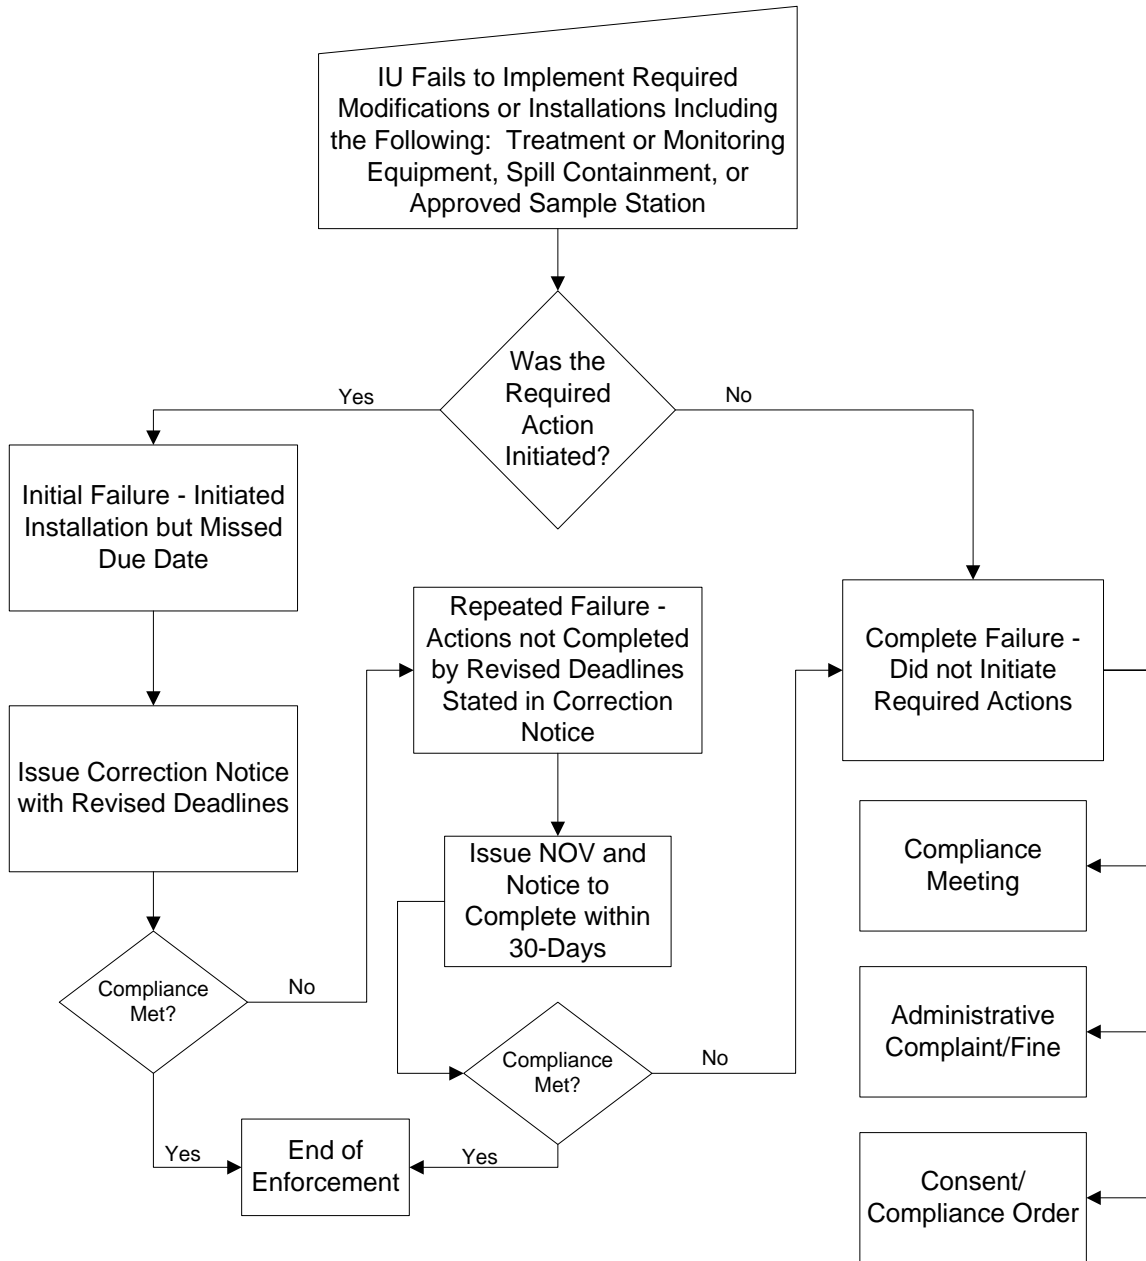 IU Fails to Implement Required
Modifications or Installations Including
the Following:  Treatment or Monitoring
Equipment, Spill Containment, or
Approved Sample Station
Was the
Required
Action
Initiated?
Yes
No
Initial Failure - Initiated
Installation but Missed
Due Date
Repeated Failure -
Actions not Completed
by Revised Deadlines
Stated in Correction
Notice
Complete Failure -
Did not Initiate
Required Actions
Issue Correction Notice
with Revised Deadlines
Issue NOV and
Notice to
Complete within
30-Days
Compliance
Meeting
Compliance
Met?
No
Compliance
Met?
No
Administrative
Complaint/Fine
Yes
End of
Enforcement
Yes
Consent/
Compliance Order